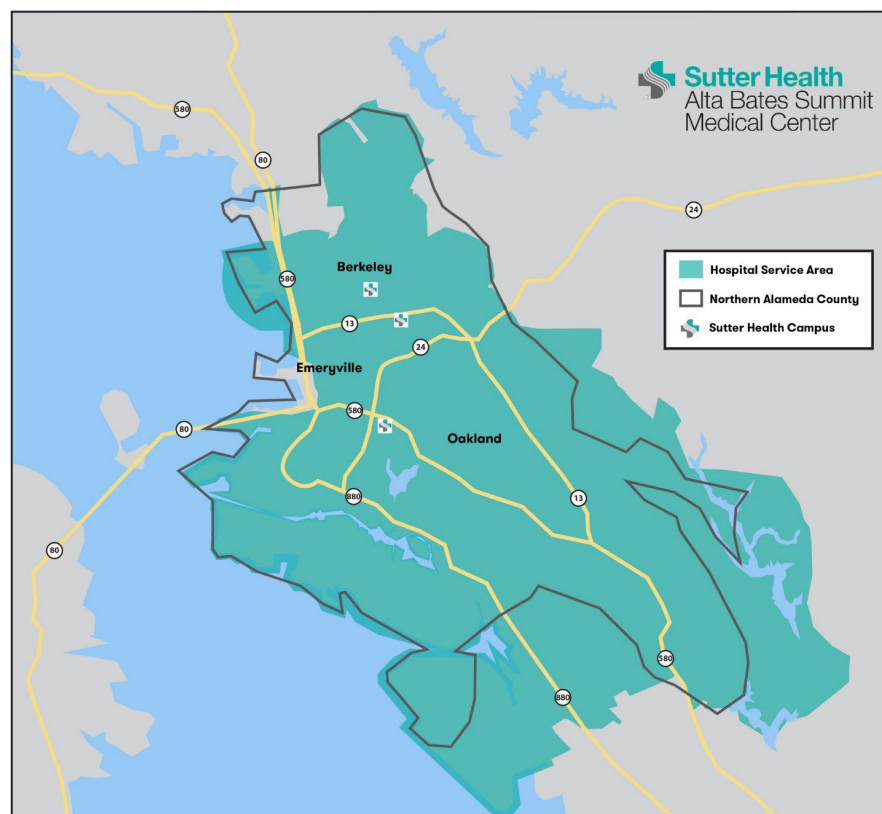 Sutter Health
Alta Bates Summit
Medical Center
580
80
24
Berkeley
580
Hospital Service Area
Northern Alameda County
Sutter Health Campus
13
24
Emeryville
580
80
Oakland
880
13
80
580
880